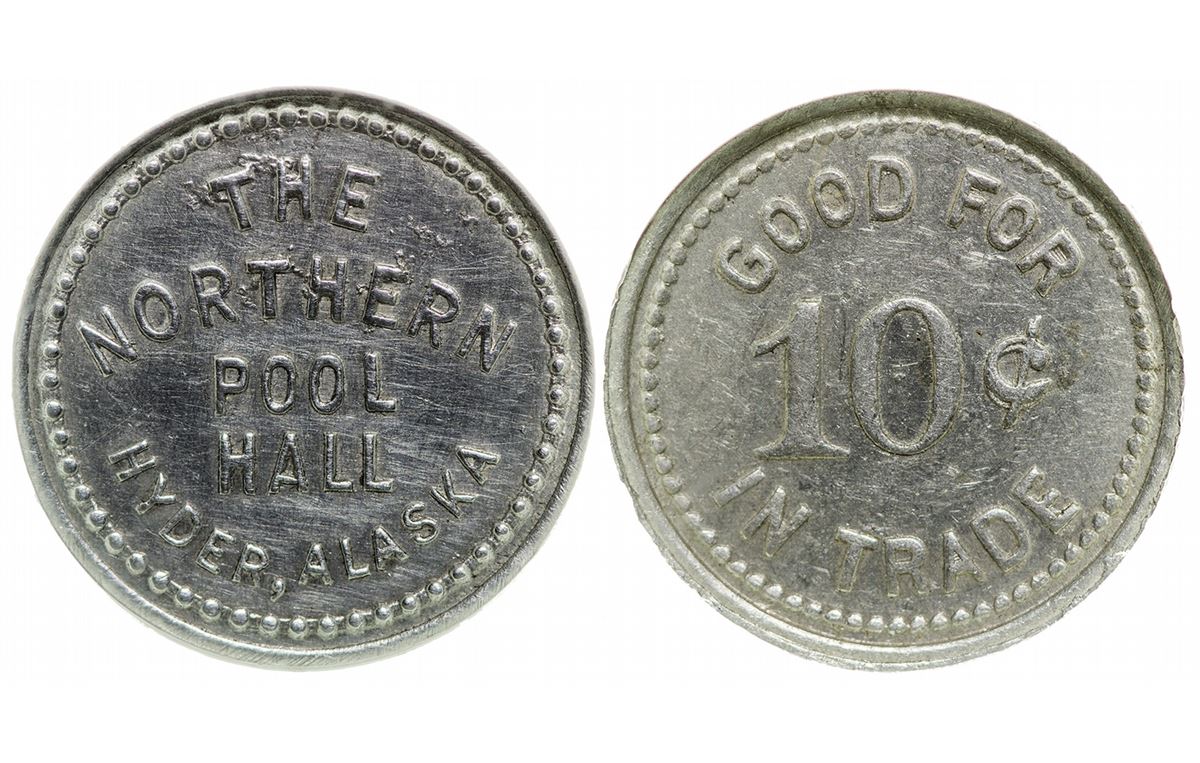 THE
NORTHERN
POOL
HALL
HYDER, ALASKA
GOOD FOR
10¢
IN TRADE